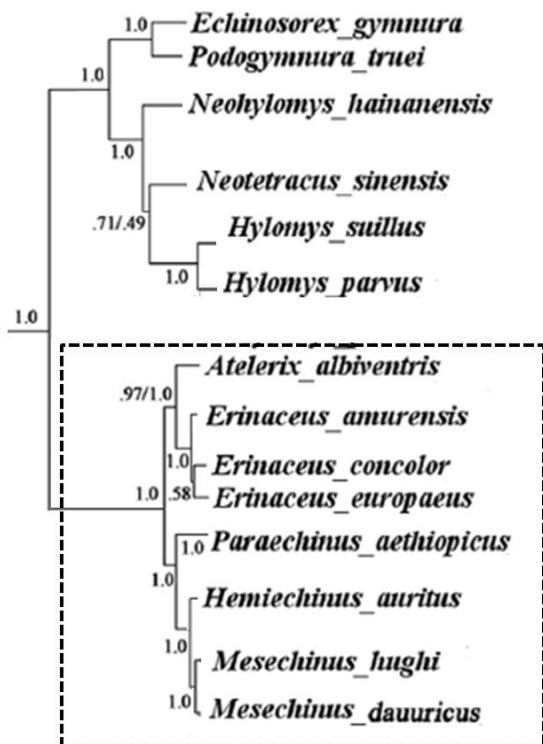 1.0 Echinosorex_gymnura
Podogymnura_truei
1.0
Neohylomys_hainanensis
1.0
Neotetracus_sinensis
.71/.49
Hylomys_suillus
1.0
Hylomys_parvus
1.0
Atelerix_albiventris
.97/1.0
Erinaceus_amurensis
1.0 Erinaceus_concolor
1.0 .58 Erinaceus_europaeus
1.0 Paraechinus_aethiopicus
1.0
Hemiechinus_auritus
1.0
Mesechinus_hughi
1.0 Mesechinus_dauuricus